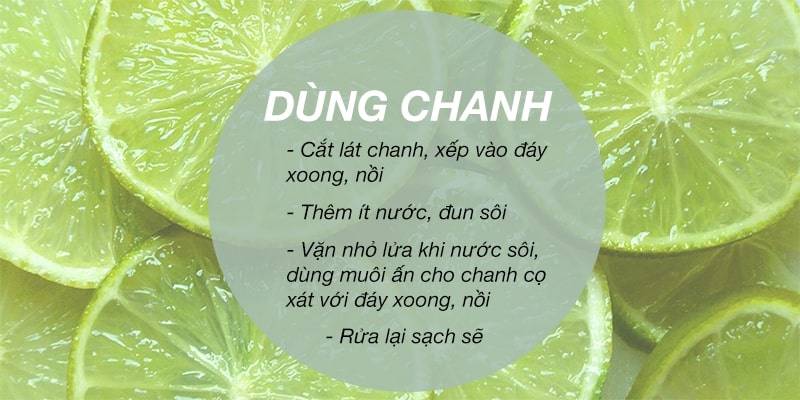 DÙNG CHANH
- Cắt lát chanh, xếp vào đáy
xoong, nồi
- Thêm ít nước, đun sôi
- Vặn nhỏ lửa khi nước sôi,
dùng muôi ấn cho chanh cọ
xát với đáy xoong, nồi
- Rửa lại sạch sẽ